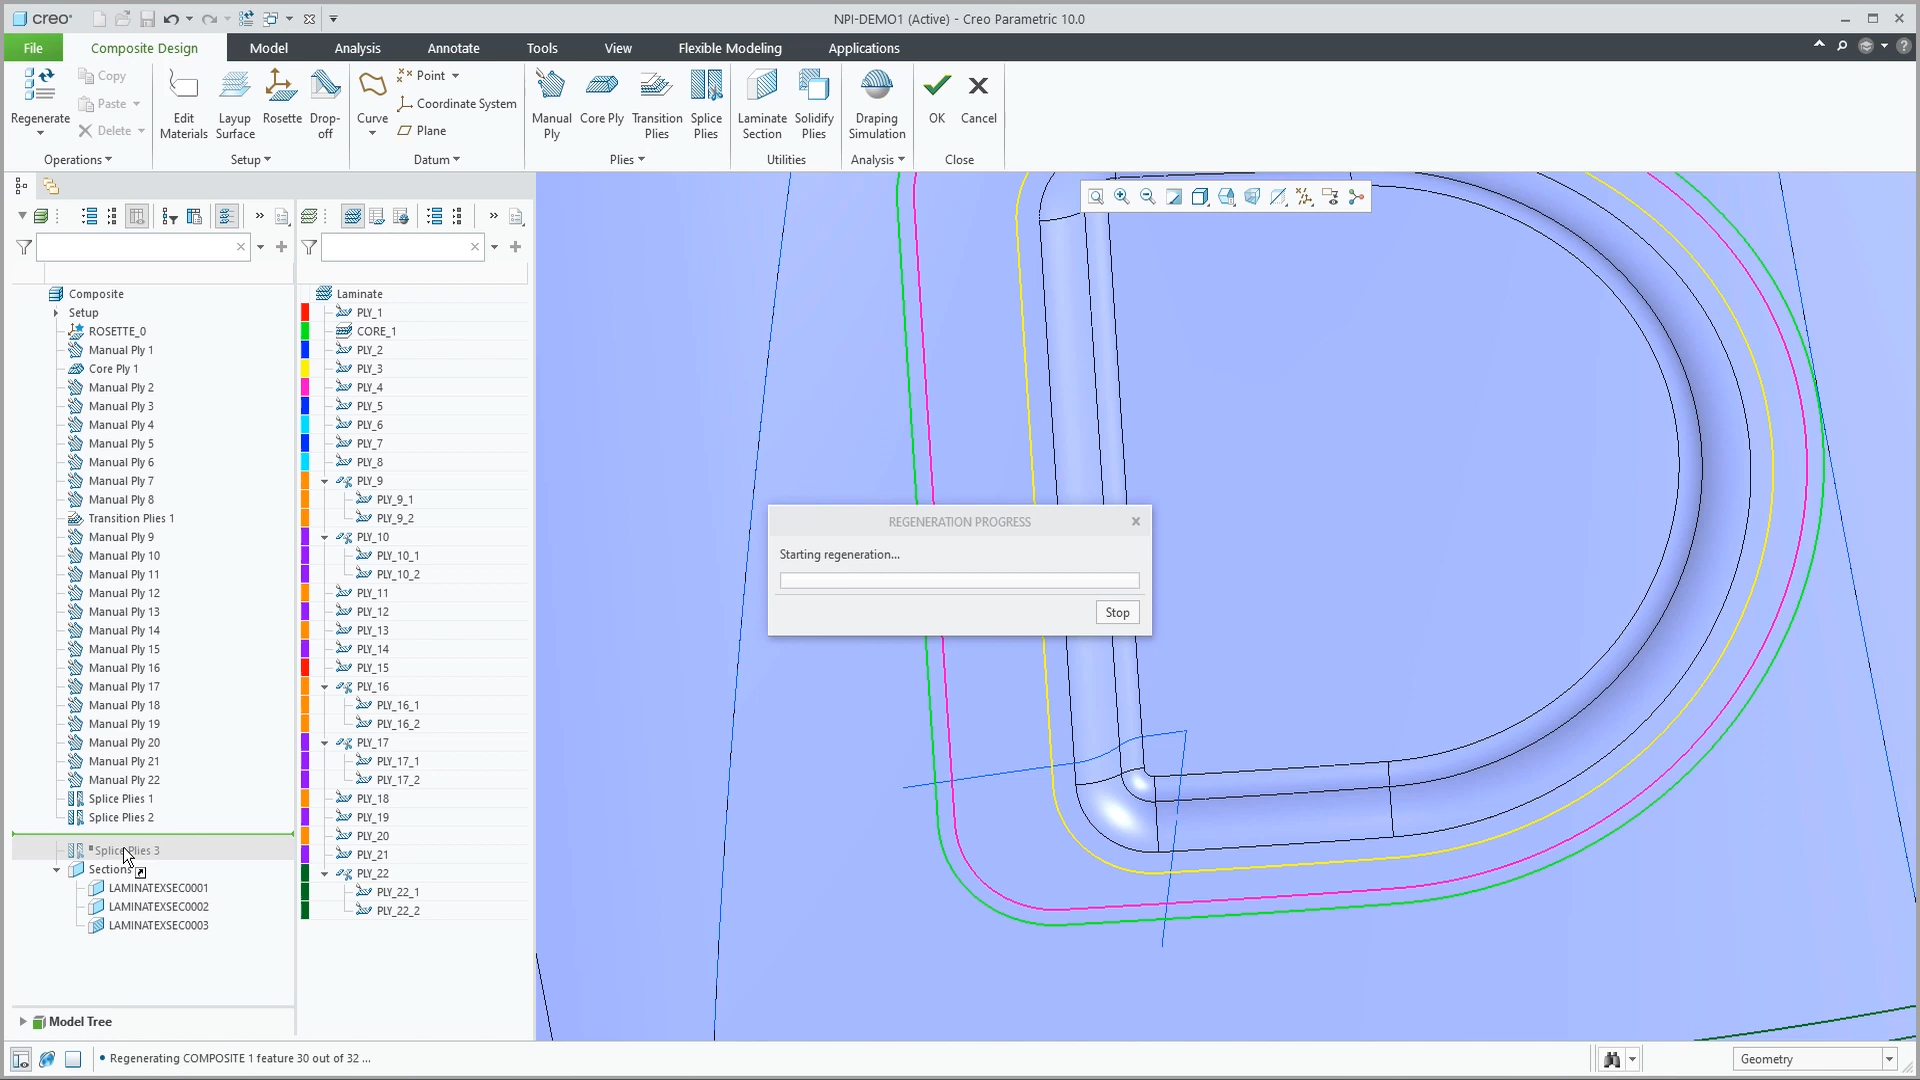 creo
NPI-DEMO1 (Active) - Creo Parametric 10.0
File
Composite Design
Model
Analysis
Annotate
Tools
View
Flexible Modeling
Applications
Regenerate
Copy
Paste
Delete
Edit Materials
Layup Surface
Rosette
Drop-off
Curve
Point
Coordinate System
Plane
Manual Ply
Core Ply
Transition Plies
Splice Plies
Laminate Section
Solidify Plies
Draping Simulation
OK
Cancel
Operations
Setup
Datum
Plies
Utilities
Analysis
Close
Composite
Setup
ROSETTE_0
Manual Ply 1
Core Ply 1
Manual Ply 2
Manual Ply 3
Manual Ply 4
Manual Ply 5
Manual Ply 6
Manual Ply 7
Manual Ply 8
Transition Plies 1
Manual Ply 9
Manual Ply 10
Manual Ply 11
Manual Ply 12
Manual Ply 13
Manual Ply 14
Manual Ply 15
Manual Ply 16
Manual Ply 17
Manual Ply 18
Manual Ply 19
Manual Ply 20
Manual Ply 21
Manual Ply 22
Splice Plies 1
Splice Plies 2
Splice Plies 3
Sections
LAMINATEXSEC0001
LAMINATEXSEC0002
LAMINATEXSEC0003
Model Tree
Laminate
PLY_1
CORE_1
PLY_2
PLY_3
PLY_4
PLY_5
PLY_6
PLY_7
PLY_8
PLY_9
PLY_9_1
PLY_9_2
PLY_10
PLY_10_1
PLY_10_2
PLY_11
PLY_12
PLY_13
PLY_14
PLY_15
PLY_16
PLY_16_1
PLY_16_2
PLY_17
PLY_17_1
PLY_17_2
PLY_18
PLY_19
PLY_20
PLY_21
PLY_22
PLY_22_1
PLY_22_2
REGENERATION PROGRESS
Starting regeneration...
Stop
• Regenerating COMPOSITE 1 feature 30 out of 32 ...
Geometry